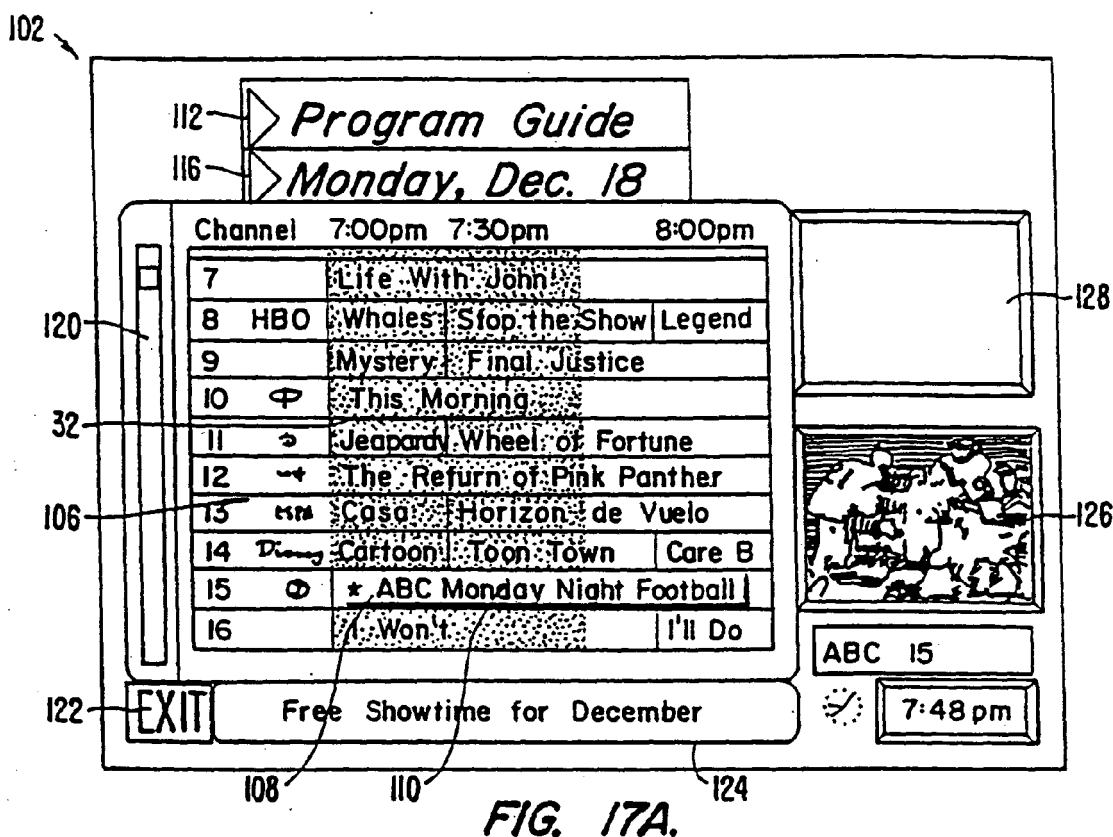 102
112 Program Guide
116 Monday, Dec. 18
Channel 7:00pm 7:30pm 8:00pm
7 Life With John
8 HBO Whales Stop the Show Legend
128
120
9 Mystery Final Justice
10 This Morning
32
11 Jeapardy Wheel of Fortune
12 The Return of Pink Panther
106
13 Casa Horizon de Vuelo
126
14 Disney Cartoon Toon Town Care B
15 * ABC Monday Night Football
16 I Won't I'll Do
ABC 15
122 EXIT Free Showtime for December 7:48pm
108 110 124
FIG. 17A.